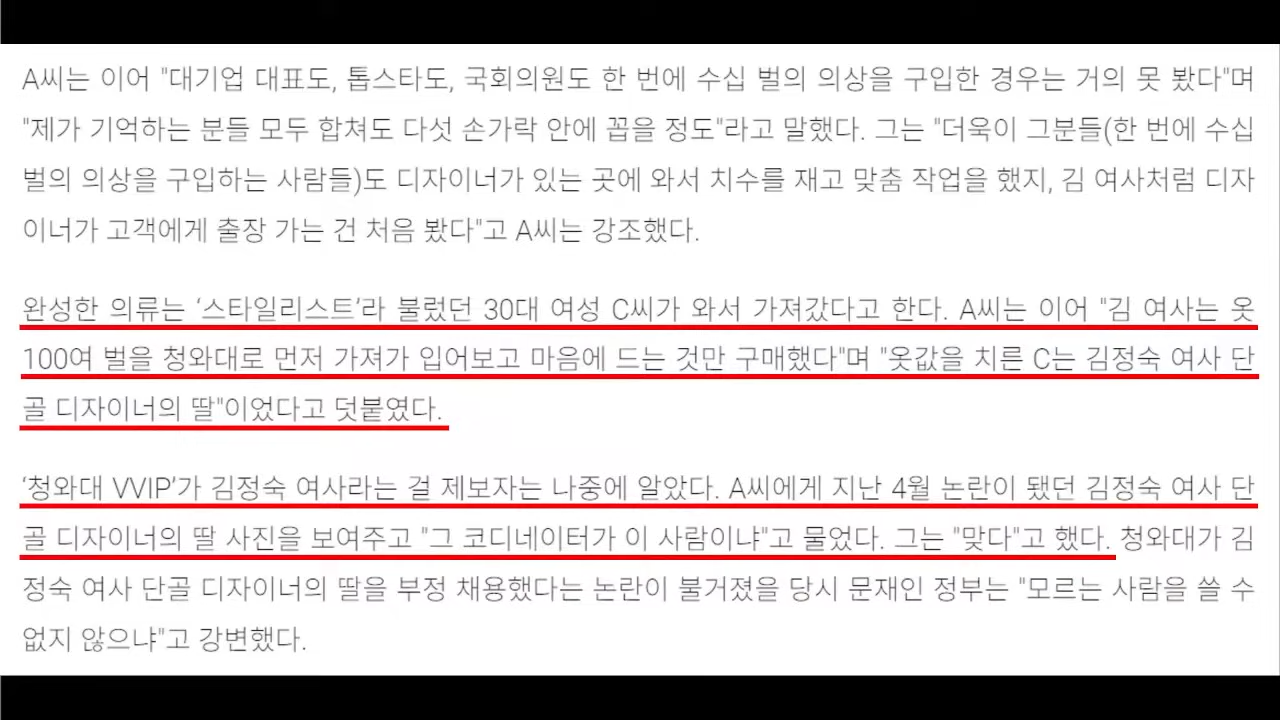 A씨는 이어 "대기업 대표도, 톱스타도, 국회의원도 한 번에 수십 벌의 의상을 구입한 경우는 거의 못 봤다"며
"제가 기억하는 분들 모두 합쳐도 다섯 손가락 안에 꼽을 정도"라고 말했다. 그는 "더욱이 그분들(한 번에 수십
벌의 의상을 구입하는 사람들)도 디자이너가 있는 곳에 와서 치수를 재고 맞춤 작업을 했지, 김 여사처럼 디자
이너가 고객에게 출장 가는 건 처음 봤다"고 A씨는 강조했다.
완성한 의류는 ‘스타일리스트’라 불렀던 30대 여성 C씨가 와서 가져갔다고 한다. A씨는 이어 "김 여사는 옷
100여 벌을 청와대로 먼저 가져가 입어보고 마음에 드는 것만 구매했다"며 "옷값을 치른 C는 김정숙 여사 단
골 디자이너의 딸"이었다고 덧붙였다.
‘청와대 VVIP’가 김정숙 여사라는 걸 제보자는 나중에 알았다. A씨에게 지난 4월 논란이 됐던 김정숙 여사 단
골 디자이너의 딸 사진을 보여주고 "그 코디네이터가 이 사람이냐"고 물었다. 그는 "맞다"고 했다. 청와대가 김
정숙 여사 단골 디자이너의 딸을 부정 채용했다는 논란이 불거졌을 당시 문재인 정부는 "모르는 사람을 쓸 수
없지 않으냐"고 강변했다.